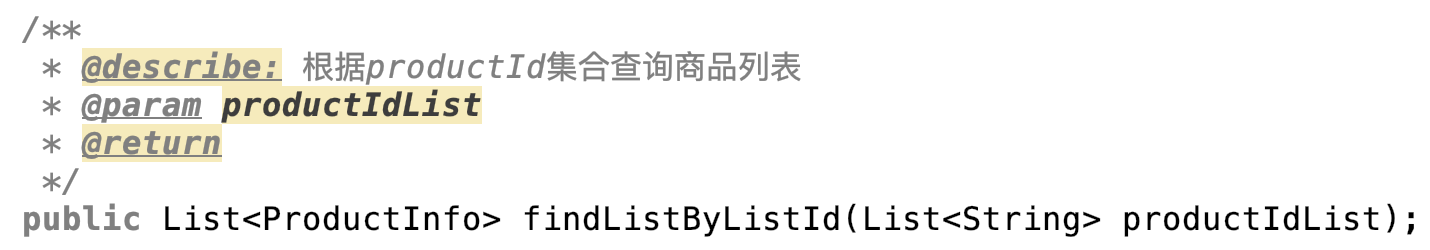 /**
 * @describe: 根据productId集合查询商品列表
 * @param productIdList
 * @return
 */
public List<ProductInfo> findListByListId(List<String> productIdList);